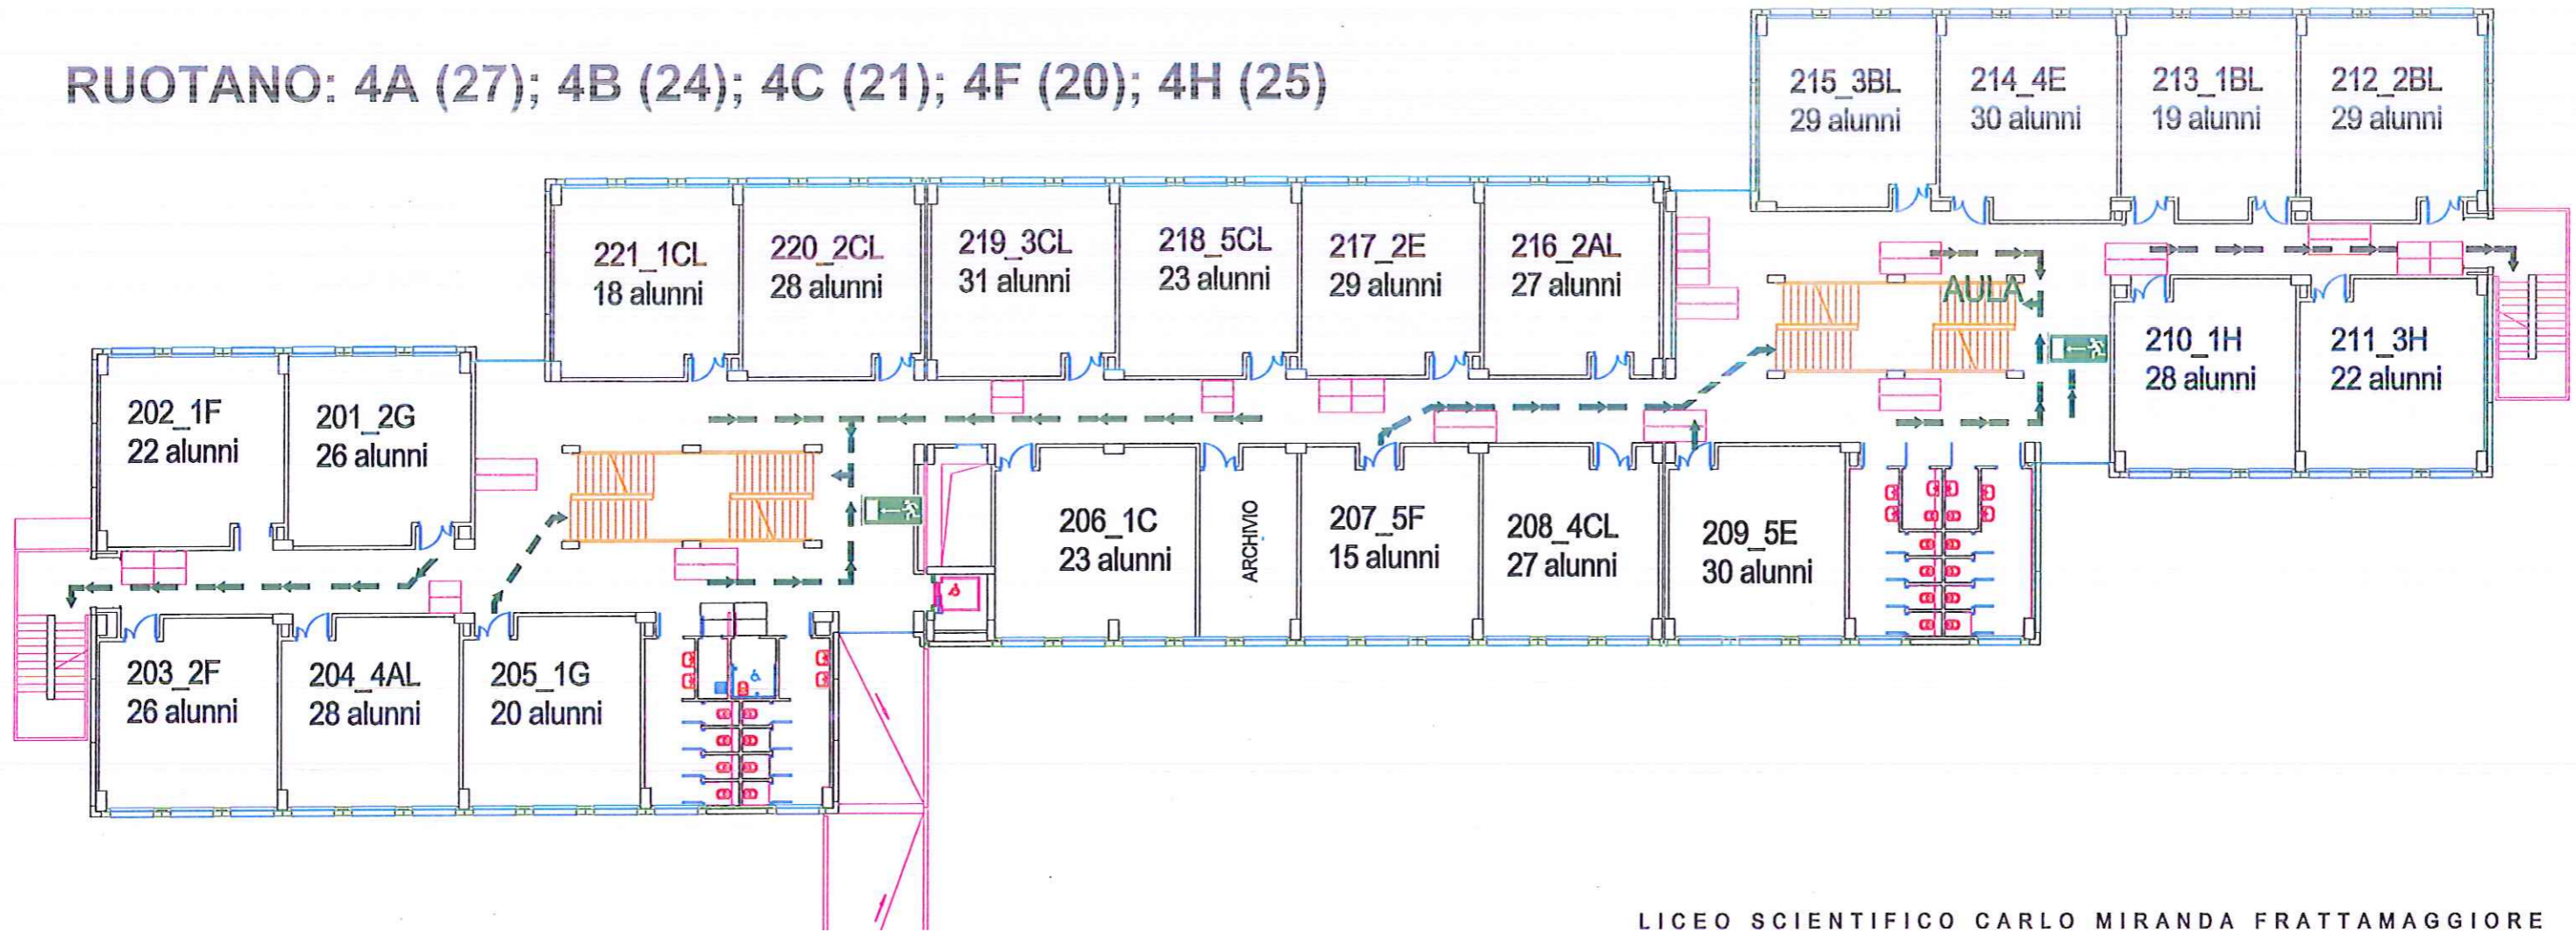 RUOTANO: 4A (27); 4B (24); 4C (21); 4F (20); 4H (25)
215_3BL
29 alunni
214_4E
30 alunni
213_1BL
19 alunni
212_2BL
29 alunni
221_1CL
18 alunni
220_2CL
28 alunni
219_3CL
31 alunni
218_5CL
23 alunni
217_2E
29 alunni
216_2AL
27 alunni
AULA
210_1H
28 alunni
211_3H
22 alunni
202_1F
22 alunni
201_2G
26 alunni
206_1C
23 alunni
ARCHIVIO
207_5F
15 alunni
208_4CL
27 alunni
209_5E
30 alunni
203_2F
26 alunni
204_4AL
28 alunni
205_1G
20 alunni
LICEO SCIENTIFICO CARLO MIRANDA FRATTAMAGGIORE